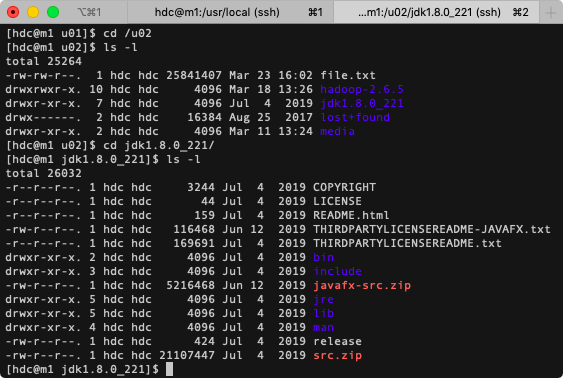 ⌥⌘1 hdc@m1:/usr/local (ssh) ⌘1 ...m1:/u02/jdk1.8.0_221 (ssh) ⌘2
[hdc@m1 u01]$ cd /u02
[hdc@m1 u02]$ ls -l
total 25264
-rw-rw-r--.  1 hdc hdc 25841407 Mar 23 16:02 file.txt
drwxrwxr-x. 10 hdc hdc     4096 Mar 18 13:26 hadoop-2.6.5
drwxr-xr-x.  7 hdc hdc     4096 Jul  4  2019 jdk1.8.0_221
drwx------.  2 hdc hdc    16384 Aug 25  2017 lost+found
drwxr-xr-x.  2 hdc hdc     4096 Mar 11 13:24 media
[hdc@m1 u02]$ cd jdk1.8.0_221/
[hdc@m1 jdk1.8.0_221]$ ls -l
total 26032
-r--r--r--. 1 hdc hdc     3244 Jul  4  2019 COPYRIGHT
-r--r--r--. 1 hdc hdc       44 Jul  4  2019 LICENSE
-r--r--r--. 1 hdc hdc      159 Jul  4  2019 README.html
-rw-r--r--. 1 hdc hdc   116468 Jun 12  2019 THIRDPARTYLICENSEREADME-JAVAFX.txt
-r--r--r--. 1 hdc hdc   169691 Jul  4  2019 THIRDPARTYLICENSEREADME.txt
drwxr-xr-x. 2 hdc hdc     4096 Jul  4  2019 bin
drwxr-xr-x. 3 hdc hdc     4096 Jul  4  2019 include
-rw-r--r--. 1 hdc hdc  5216468 Jun 12  2019 javafx-src.zip
drwxr-xr-x. 5 hdc hdc     4096 Jul  4  2019 jre
drwxr-xr-x. 5 hdc hdc     4096 Jul  4  2019 lib
drwxr-xr-x. 4 hdc hdc     4096 Jul  4  2019 man
-rw-r--r--. 1 hdc hdc      424 Jul  4  2019 release
-rw-r--r--. 1 hdc hdc 21107447 Jul  4  2019 src.zip
[hdc@m1 jdk1.8.0_221]$